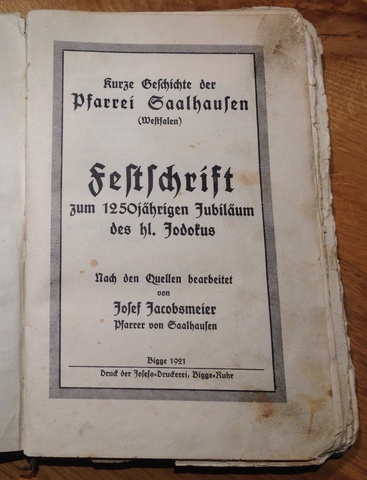 Kurze Geschichte der
Pfarrei Saalhausen
(Westfalen)
Festschrift
zum 1250jährigen Jubiläum
des hl. Jodokus
Nach den Quellen bearbeitet
von
Josef Jacobsmeier
Pfarrer von Saalhausen
Bigge 1921
Druck der Josefs-Druckerei, Bigge-Ruhr